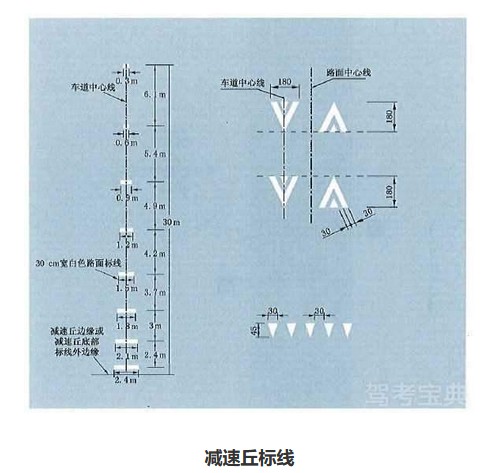 0.3m
车道中心线
6.1m
0.6m
5.4m
0.9m
4.9m
30m
1.2m
4.2m
30 cm宽白色路面标线
1.5m
3.7m
1.8m
3m
减速丘边缘或
减速丘底部
标线外边缘
2.1m
2.4m
2.4m
车道中心线
180
路面中心线
180
180
30
30
30
30
45
驾考宝典
减速丘标线